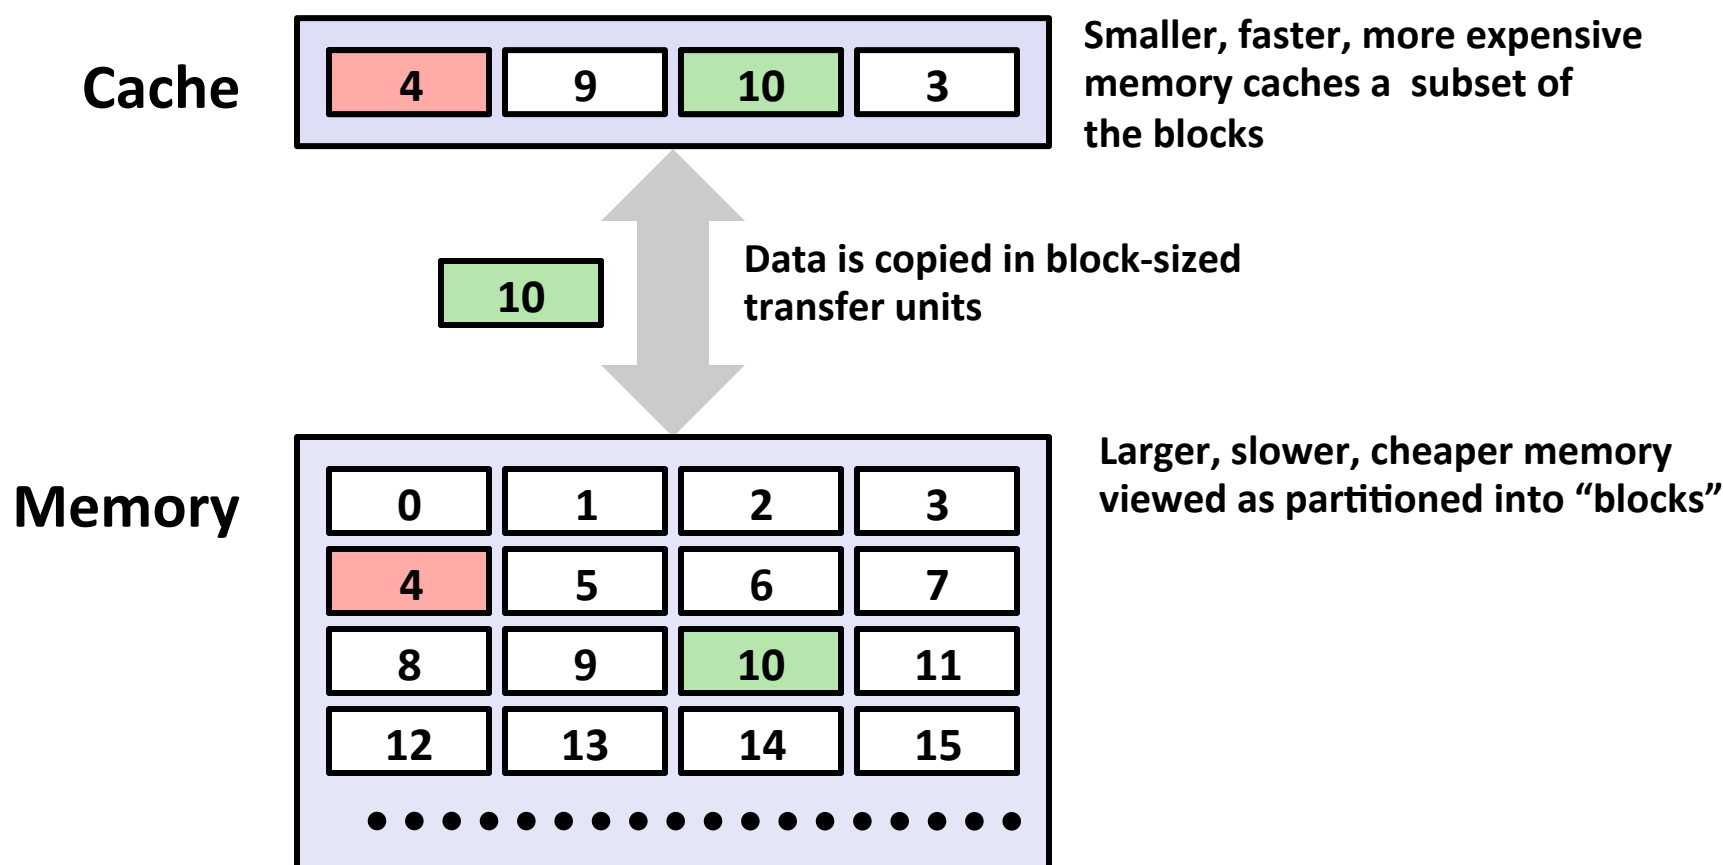 Cache
4 9 10 3
Smaller, faster, more expensive
memory caches a subset of
the blocks
10
Data is copied in block-sized
transfer units
Memory
Larger, slower, cheaper memory
viewed as partitioned into “blocks”
0 1 2 3
4 5 6 7
8 9 10 11
12 13 14 15